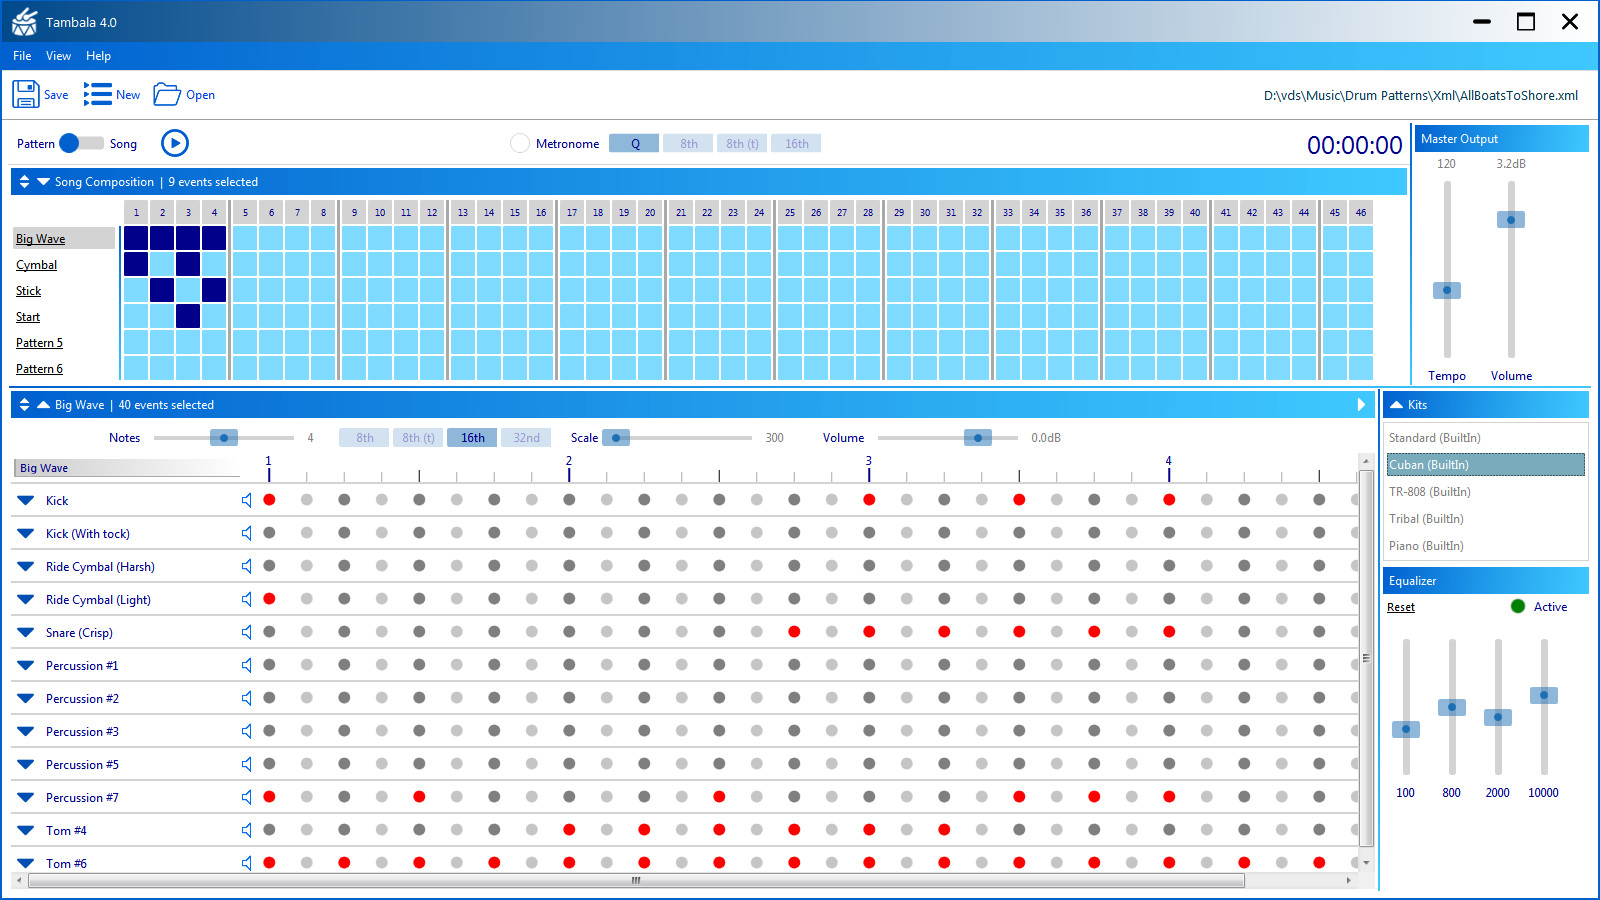 Tambala 4.0
File View Help
Save New Open D:\vds\Music\Drum Patterns\Xml\AllBoatsToShore.xml
Pattern Song Metronome Q 8th 8th (t) 16th 00:00:00
Master Output
120 3.2dB
Tempo Volume
Song Composition | 9 events selected
1 2 3 4 5 6 7 8 9 10 11 12 13 14 15 16 17 18 19 20 21 22 23 24 25 26 27 28 29 30 31 32 33 34 35 36 37 38 39 40 41 42 43 44 45 46
Big Wave
Cymbal
Stick
Start
Pattern 5
Pattern 6
Big Wave | 40 events selected
Notes 4 8th 8th (t) 16th 32nd Scale 300 Volume 0.0dB
Big Wave 1 2 3 4
Kick
Kick (With tock)
Ride Cymbal (Harsh)
Ride Cymbal (Light)
Snare (Crisp)
Percussion #1
Percussion #2
Percussion #3
Percussion #5
Percussion #7
Tom #4
Tom #6
Kits
Standard (BuiltIn)
Cuban (BuiltIn)
TR-808 (BuiltIn)
Tribal (BuiltIn)
Piano (BuiltIn)
Equalizer
Reset Active
100 800 2000 10000